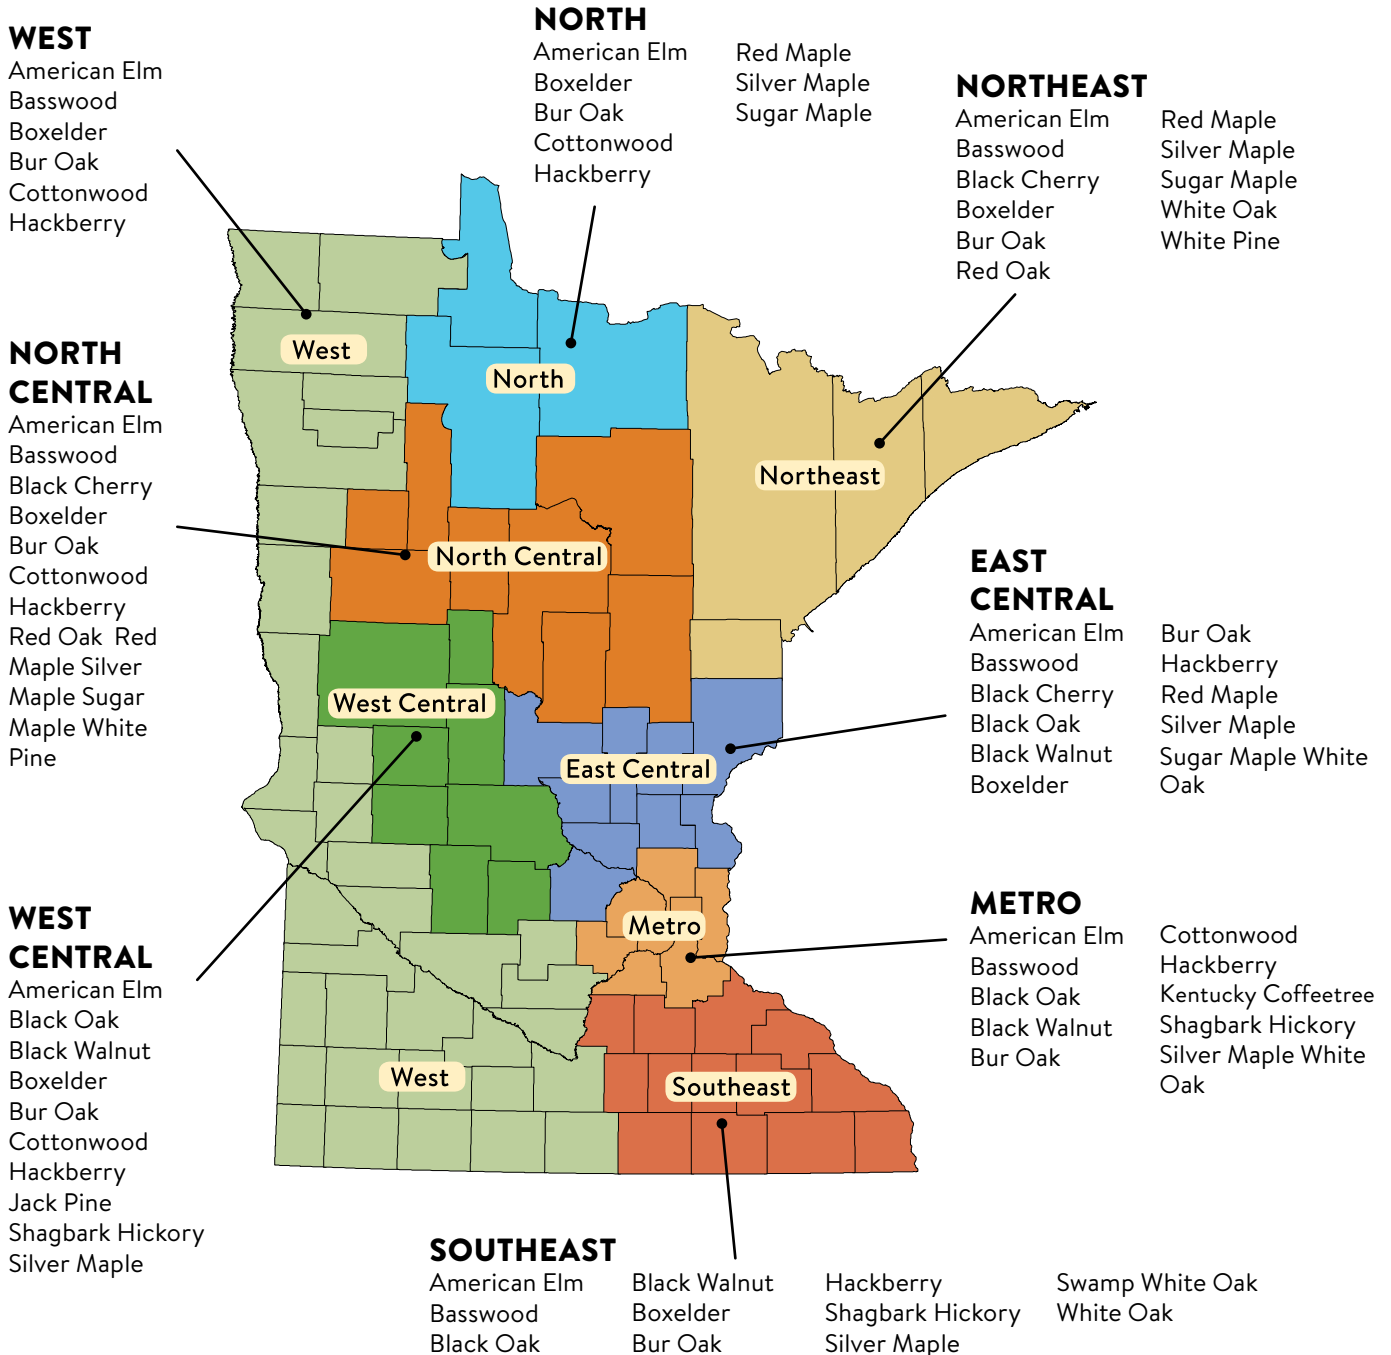 WEST
American Elm
Basswood
Boxelder
Bur Oak
Cottonwood
Hackberry
NORTH
American Elm
Boxelder
Bur Oak
Cottonwood
Hackberry
Red Maple
Silver Maple
Sugar Maple
NORTHEAST
American Elm
Basswood
Black Cherry
Boxelder
Bur Oak
Red Oak
Red Maple
Silver Maple
Sugar Maple
White Oak
White Pine
NORTH
CENTRAL
American Elm
Basswood
Black Cherry
Boxelder
Bur Oak
Cottonwood
Hackberry
Red Oak Red
Maple Silver
Maple Sugar
Maple White
Pine
West
North
Northeast
North Central
West Central
East Central
Metro
West
Southeast
EAST
CENTRAL
American Elm
Basswood
Black Cherry
Black Oak
Black Walnut
Boxelder
Bur Oak
Hackberry
Red Maple
Silver Maple
Sugar Maple White
Oak
WEST
CENTRAL
American Elm
Black Oak
Black Walnut
Boxelder
Bur Oak
Cottonwood
Hackberry
Jack Pine
Shagbark Hickory
Silver Maple
METRO
American Elm
Basswood
Black Oak
Black Walnut
Bur Oak
Cottonwood
Hackberry
Kentucky Coffeetree
Shagbark Hickory
Silver Maple White
Oak
SOUTHEAST
American Elm
Basswood
Black Oak
Black Walnut
Boxelder
Bur Oak
Hackberry
Shagbark Hickory
Silver Maple
Swamp White Oak
White Oak